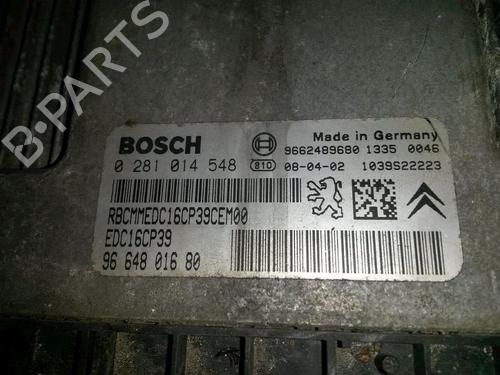 BOSCH
0 281 014 548
810
Made in Germany
9662489680 1335 0046
08-04-02 1039S22223
RBCMMEDC16CP39CEM00
EDC16CP39
96 648 016 80
B-PARTS